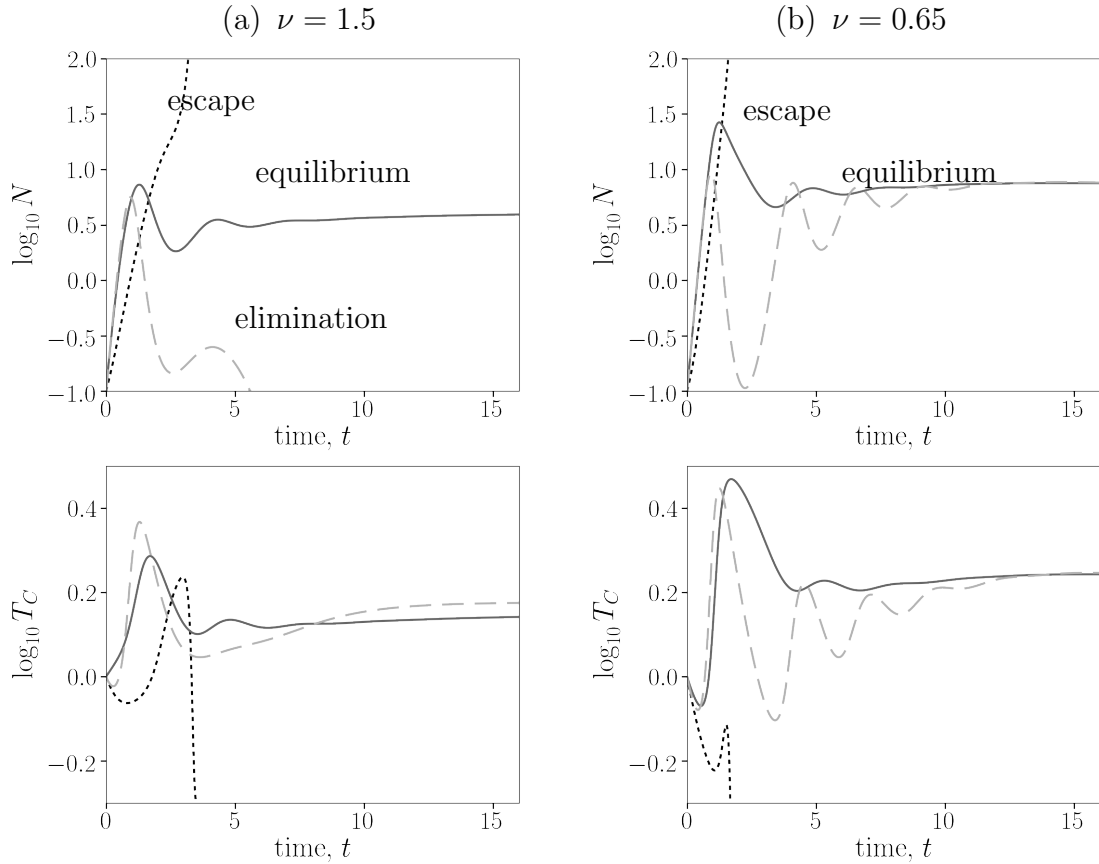 (a) ν = 1.5
(b) ν = 0.65
2.0
1.5
1.0
0.5
0.0
−0.5
−1.0
log₁₀ N
escape
equilibrium
elimination
0
5
10
15
time, t
2.0
1.5
1.0
0.5
0.0
−0.5
−1.0
log₁₀ N
escape
equilibrium
0
5
10
15
time, t
0.4
0.2
0.0
−0.2
log₁₀ T_C
0
5
10
15
time, t
0.4
0.2
0.0
−0.2
log₁₀ T_C
0
5
10
15
time, t